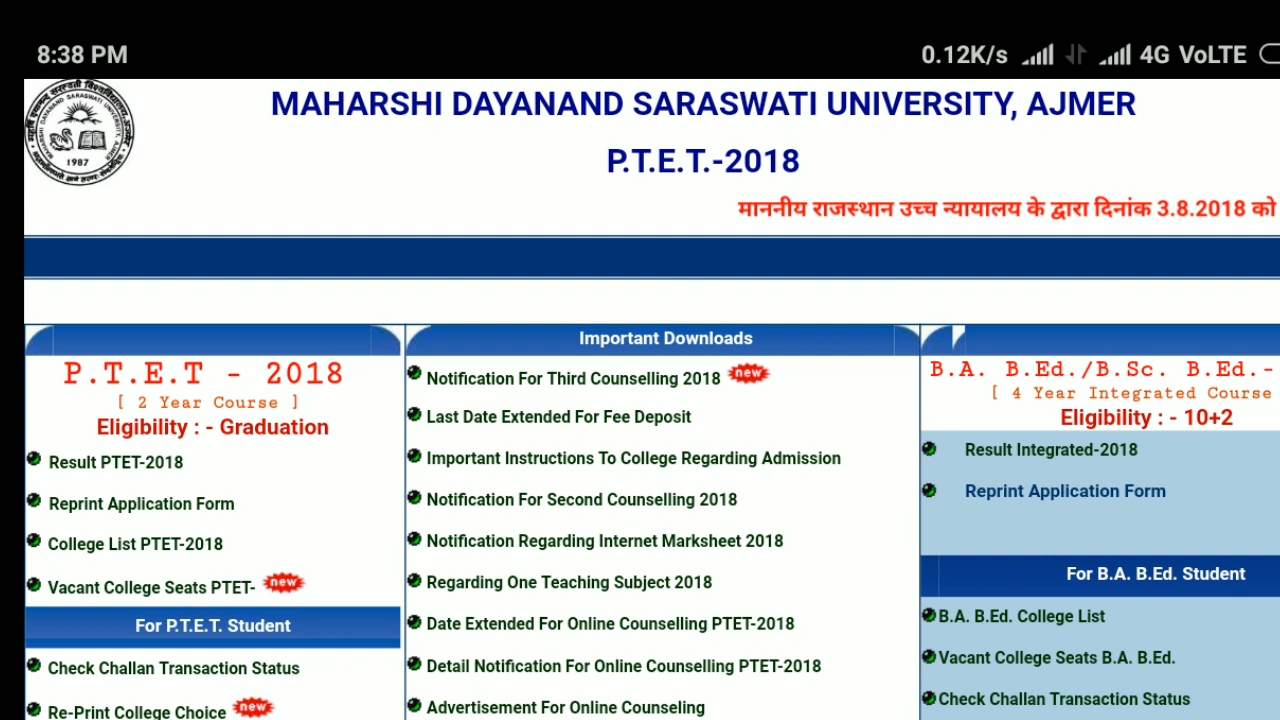 8:38 PM
0.12K/s 4G VoLTE
MAHARSHI DAYANAND SARASWATI UNIVERSITY, AJMER
P.T.E.T.-2018
माननीय राजस्थान उच्च न्यायालय के द्वारा दिनांक 3.8.2018 को
1987
P.T.E.T - 2018
[ 2 Year Course ]
Eligibility : - Graduation
Result PTET-2018
Reprint Application Form
College List PTET-2018
Vacant College Seats PTET- new
For P.T.E.T. Student
Check Challan Transaction Status
Re-Print College Choice new
Important Downloads
Notification For Third Counselling 2018 new
Last Date Extended For Fee Deposit
Important Instructions To College Regarding Admission
Notification For Second Counselling 2018
Notification Regarding Internet Marksheet 2018
Regarding One Teaching Subject 2018
Date Extended For Online Counselling PTET-2018
Detail Notification For Online Counselling PTET-2018
Advertisement For Online Counseling
B.A. B.Ed./B.Sc. B.Ed.-
[ 4 Year Integrated Course
Eligibility : - 10+2
Result Integrated-2018
Reprint Application Form
For B.A. B.Ed. Student
B.A. B.Ed. College List
Vacant College Seats B.A. B.Ed.
Check Challan Transaction Status